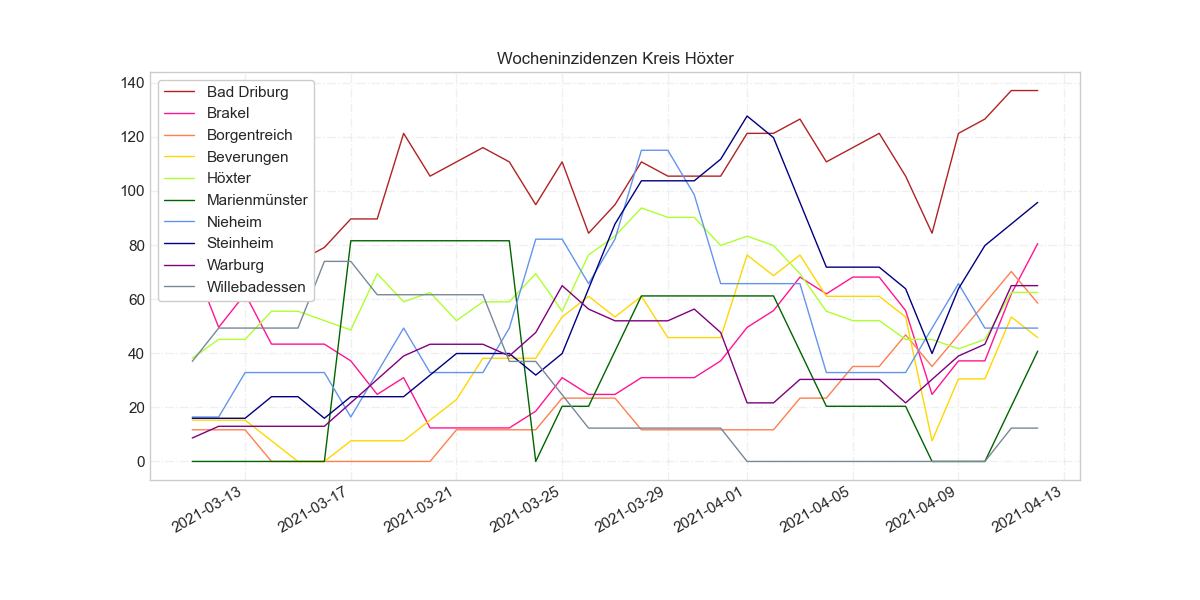 Wocheninzidenzen Kreis Höxter
140
120
100
80
60
40
20
0
Bad Driburg
Brakel
Borgentreich
Beverungen
Höxter
Marienmünster
Nieheim
Steinheim
Warburg
Willebadessen
2021-03-13
2021-03-17
2021-03-21
2021-03-25
2021-03-29
2021-04-01
2021-04-05
2021-04-09
2021-04-13